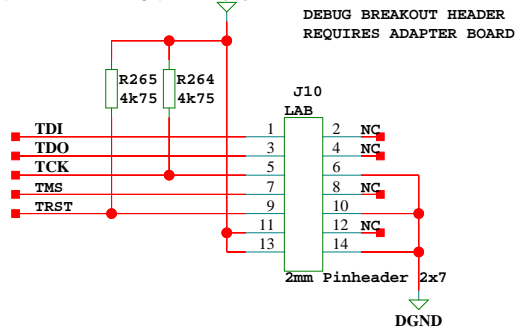 DEBUG BREAKOUT HEADER
REQUIRES ADAPTER BOARD
R265 R264
4k75 4k75
J10
LAB
TDI 1 2 NC
TDO 3 4 NC
TCK 5 6
TMS 7 8 NC
TRST 9 10
11 12 NC
13 14
2mm Pinheader 2x7
DGND